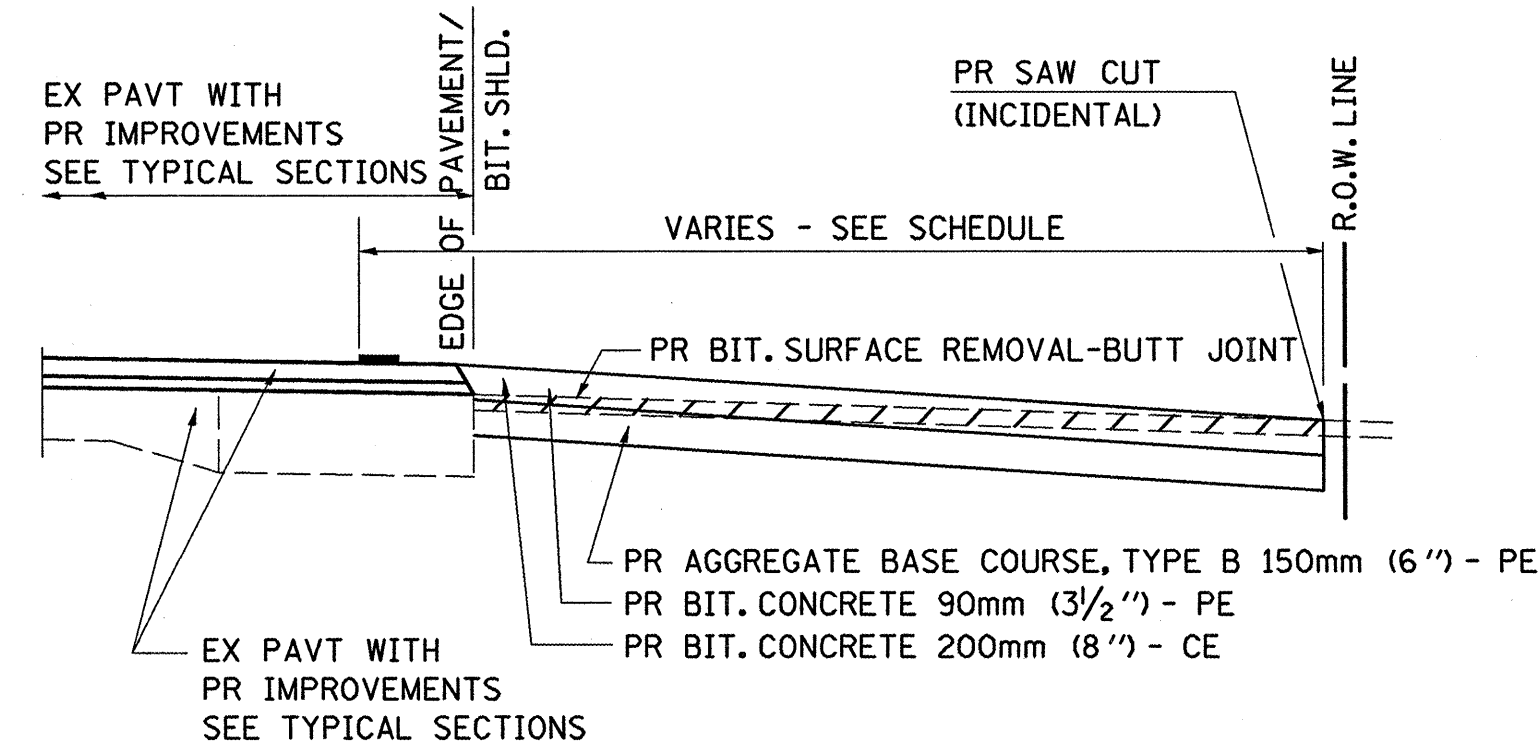 EX PAVT WITH
PR IMPROVEMENTS
SEE TYPICAL SECTIONS
EDGE OF PAVEMENT/
BIT. SHLD.
PR SAW CUT
(INCIDENTAL)
R.O.W. LINE
VARIES - SEE SCHEDULE
PR BIT. SURFACE REMOVAL-BUTT JOINT
PR AGGREGATE BASE COURSE, TYPE B 150mm (6") - PE
PR BIT. CONCRETE 90mm (3 1/2") - PE
PR BIT. CONCRETE 200mm (8") - CE
EX PAVT WITH
PR IMPROVEMENTS
SEE TYPICAL SECTIONS